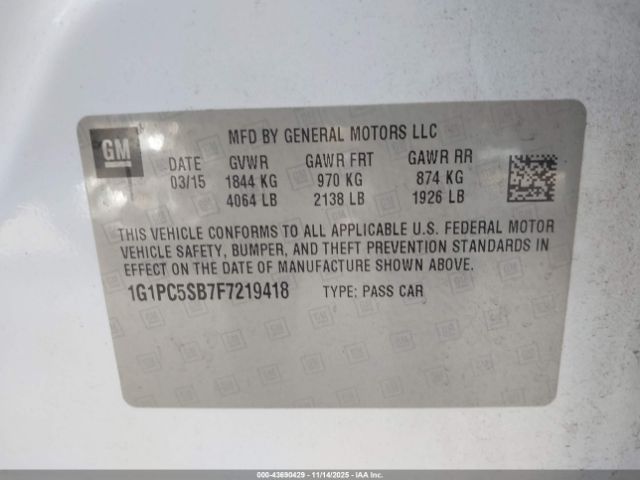 GM
MFD BY GENERAL MOTORS LLC
DATE GVWR GAWR FRT GAWR RR
03/15 1844 KG 970 KG 874 KG
4064 LB 2138 LB 1926 LB
THIS VEHICLE CONFORMS TO ALL APPLICABLE U.S. FEDERAL MOTOR
VEHICLE SAFETY, BUMPER, AND THEFT PREVENTION STANDARDS IN
EFFECT ON THE DATE OF MANUFACTURE SHOWN ABOVE.
1G1PC5SB7F7219418 TYPE: PASS CAR
000-43690429 - 11/14/2025 - IAA, Inc.